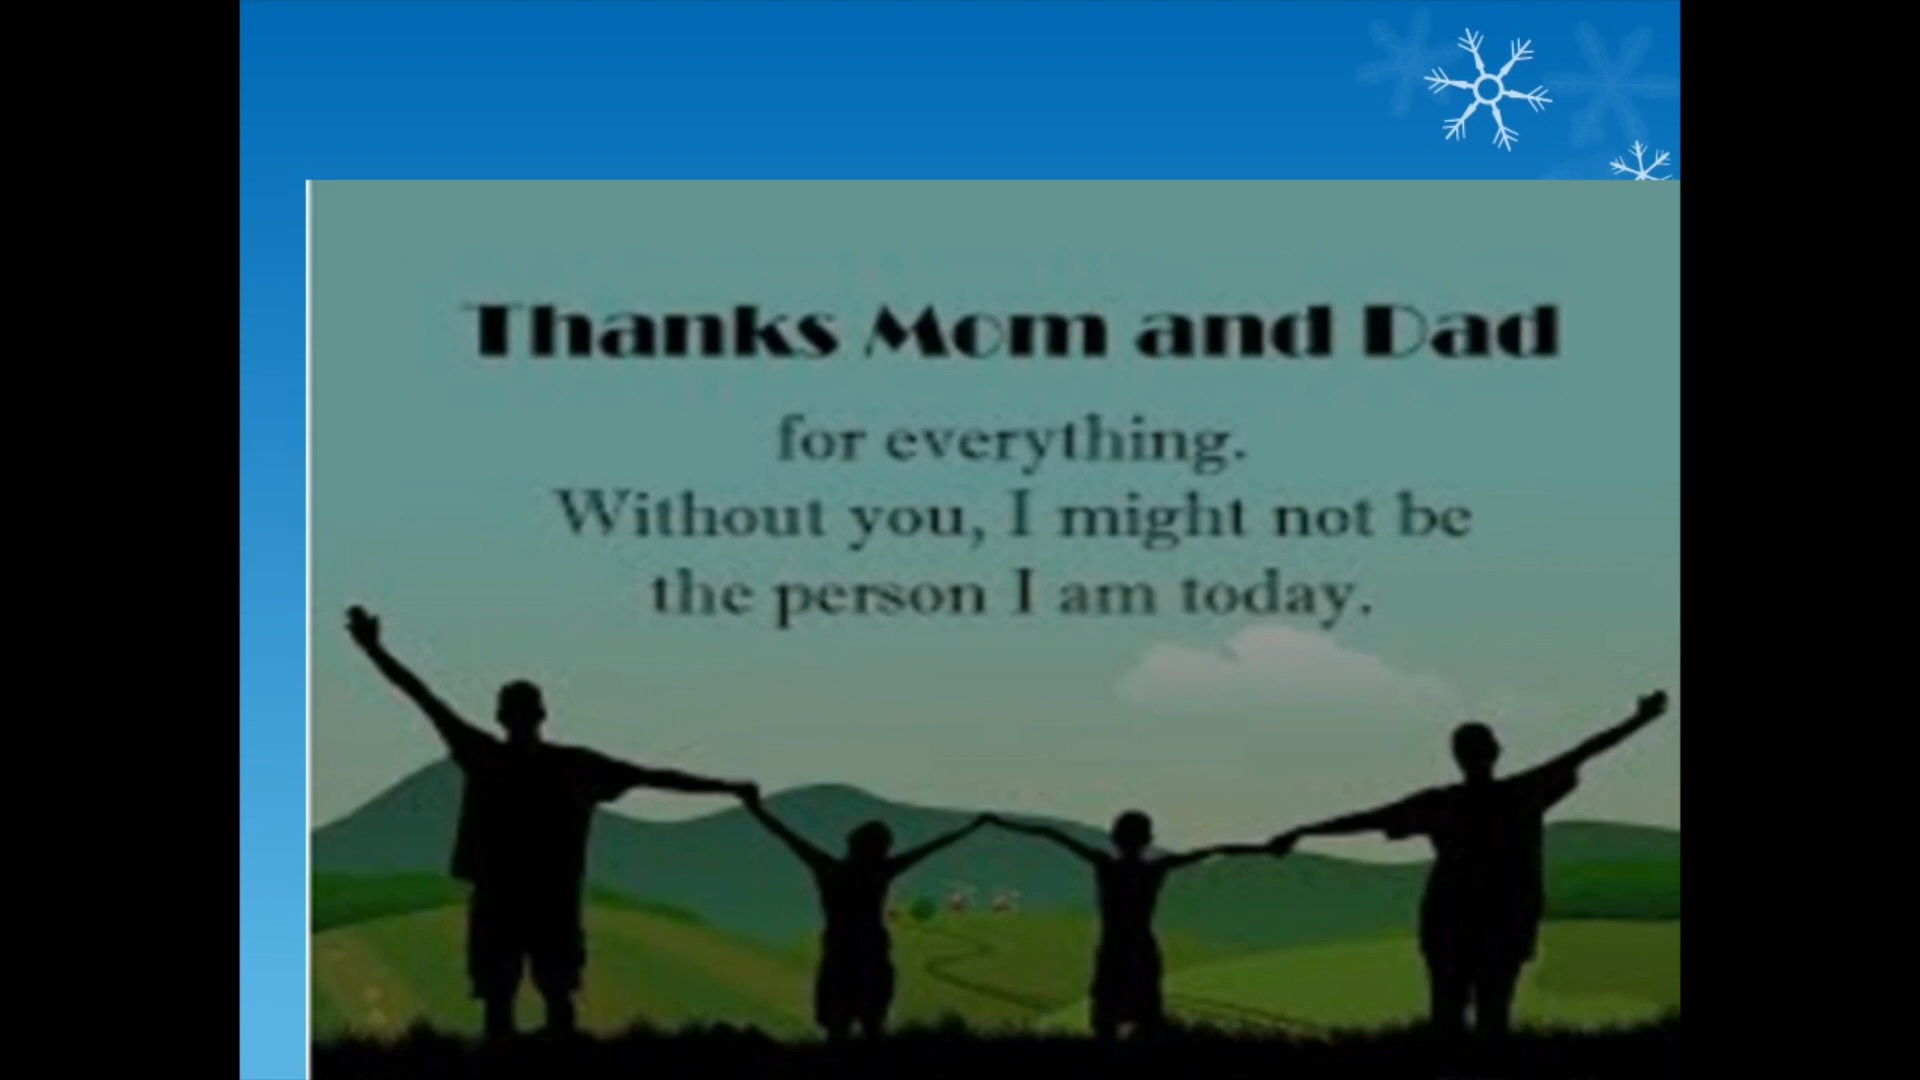 Thanks Mom and Dad
for everything.
Without you, I might not be
the person I am today.